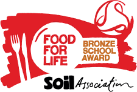 FOOD FOR LIFE
BRONZE SCHOOL AWARD
Soil Association